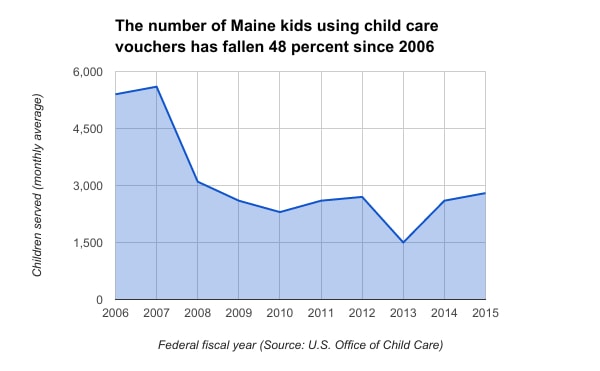 The number of Maine kids using child care
vouchers has fallen 48 percent since 2006
Children served (monthly average)
6,000
4,500
3,000
1,500
0
2006 2007 2008 2009 2010 2011 2012 2013 2014 2015
Federal fiscal year (Source: U.S. Office of Child Care)